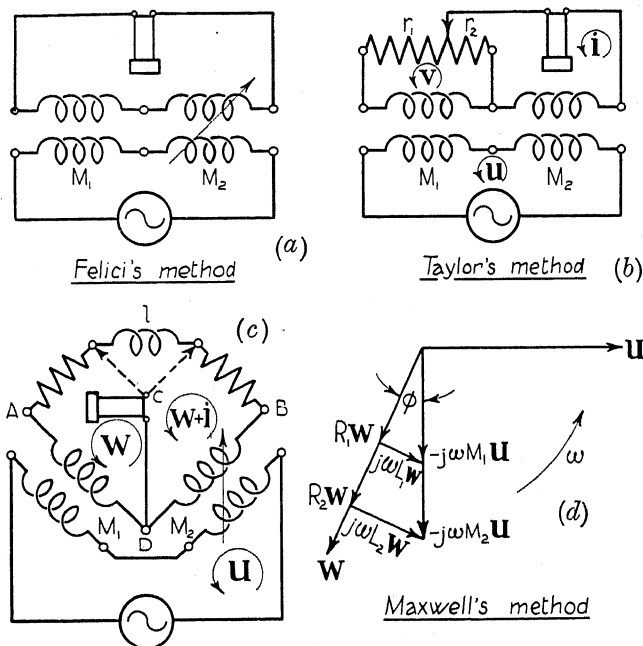 (a)
M₁ M₂
Felici's method
r₁ r₂
i
v
M₁ u M₂
(b)
Taylor's method
(c)
l
A C B
W W+i
M₁ D M₂
u
u
ϕ
R₁W -jωM₁u
jωL₁W
R₂W -jωM₂u
jωL₂W
W
ω
(d)
Maxwell's method